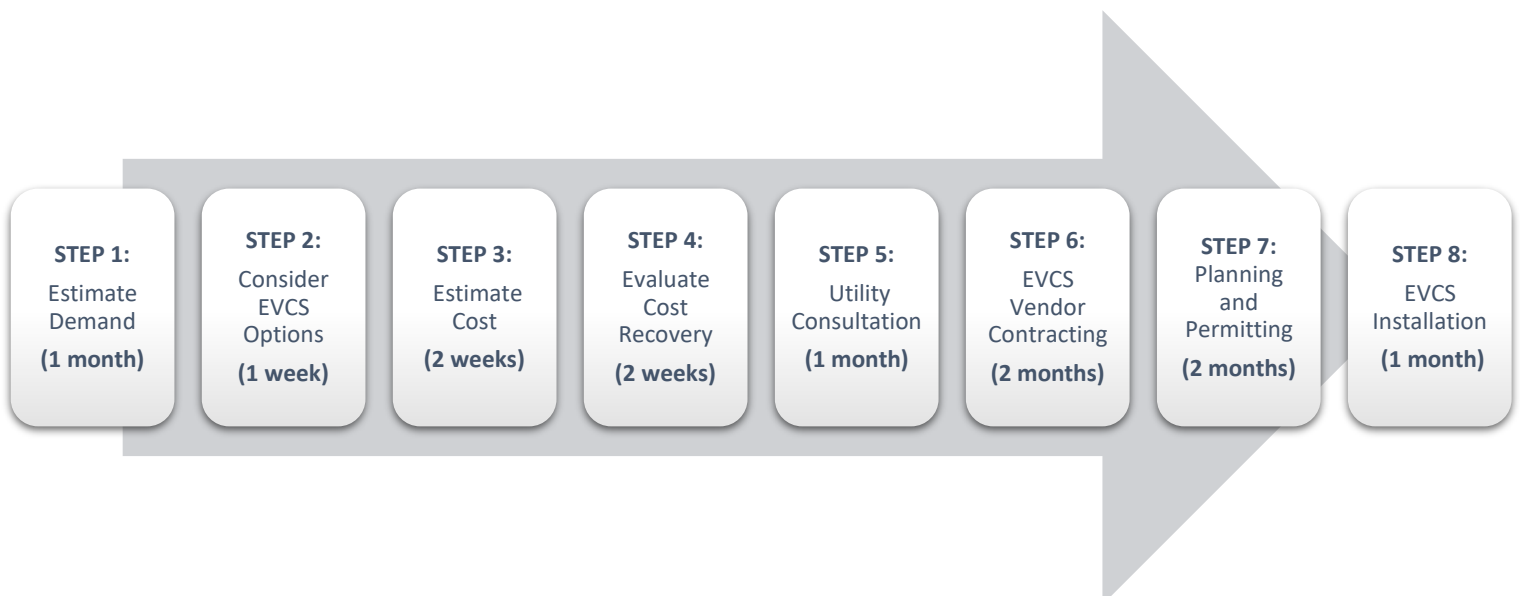 STEP 1:
Estimate
Demand
(1 month)
STEP 2:
Consider
EVCS
Options
(1 week)
STEP 3:
Estimate
Cost
(2 weeks)
STEP 4:
Evaluate
Cost
Recovery
(2 weeks)
STEP 5:
Utility
Consultation
(1 month)
STEP 6:
EVCS
Vendor
Contracting
(2 months)
STEP 7:
Planning
and
Permitting
(2 months)
STEP 8:
EVCS
Installation
(1 month)